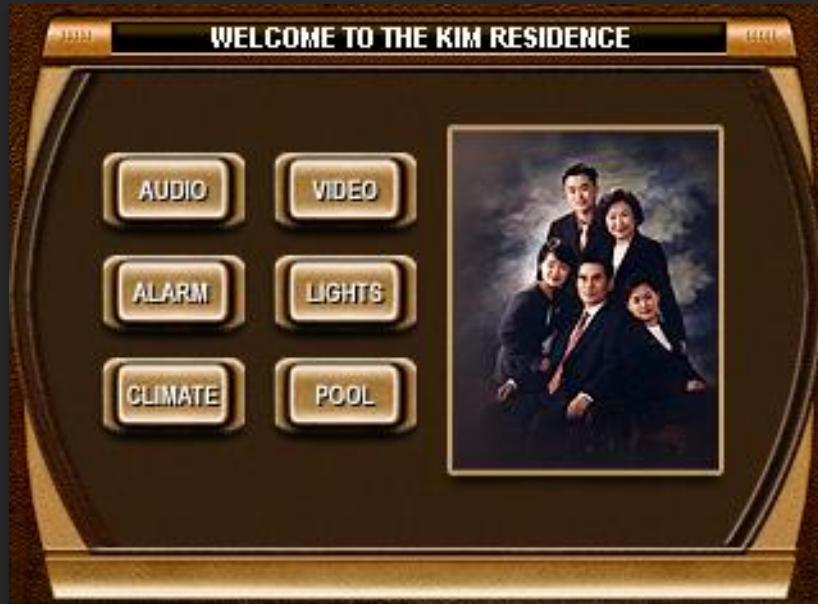 WELCOME TO THE KIM RESIDENCE
AUDIO VIDEO
ALARM LIGHTS
CLIMATE POOL